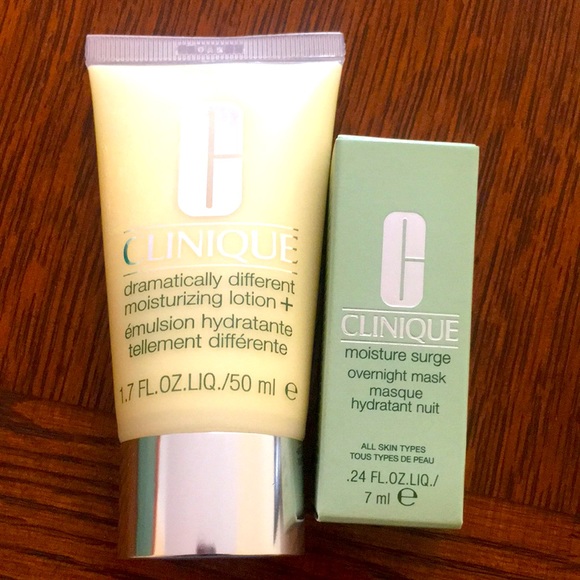 CLINIQUE
dramatically different
moisturizing lotion +
émulsion hydratante
tellement différente
1.7 FL.OZ.LIQ./50 ml e
CLINIQUE
moisture surge
overnight mask
masque
hydratant nuit
ALL SKIN TYPES
TOUS TYPES DE PEAU
.24 FL.OZ.LIQ./
7 ml e